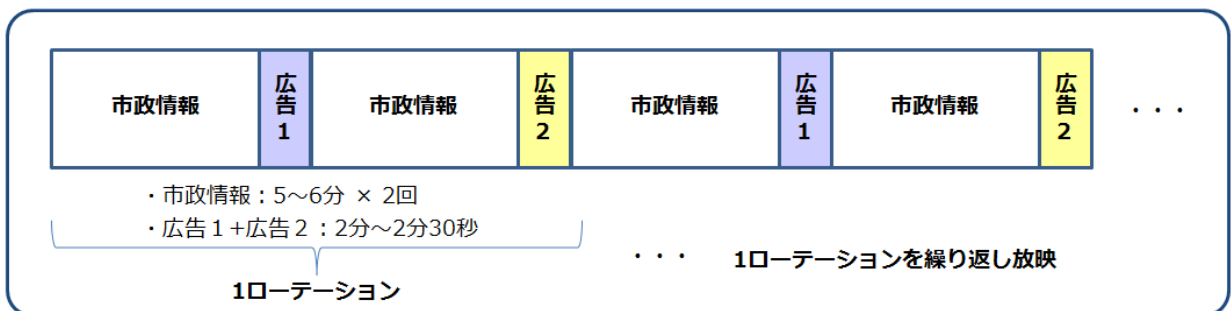 市政情報 広告1 市政情報 広告2 市政情報 広告1 市政情報 広告2 ・・・
・市政情報：5～6分 × 2回
・広告１+広告２：2分～2分30秒
・・・ 1ローテーションを繰り返し放映
1ローテーション